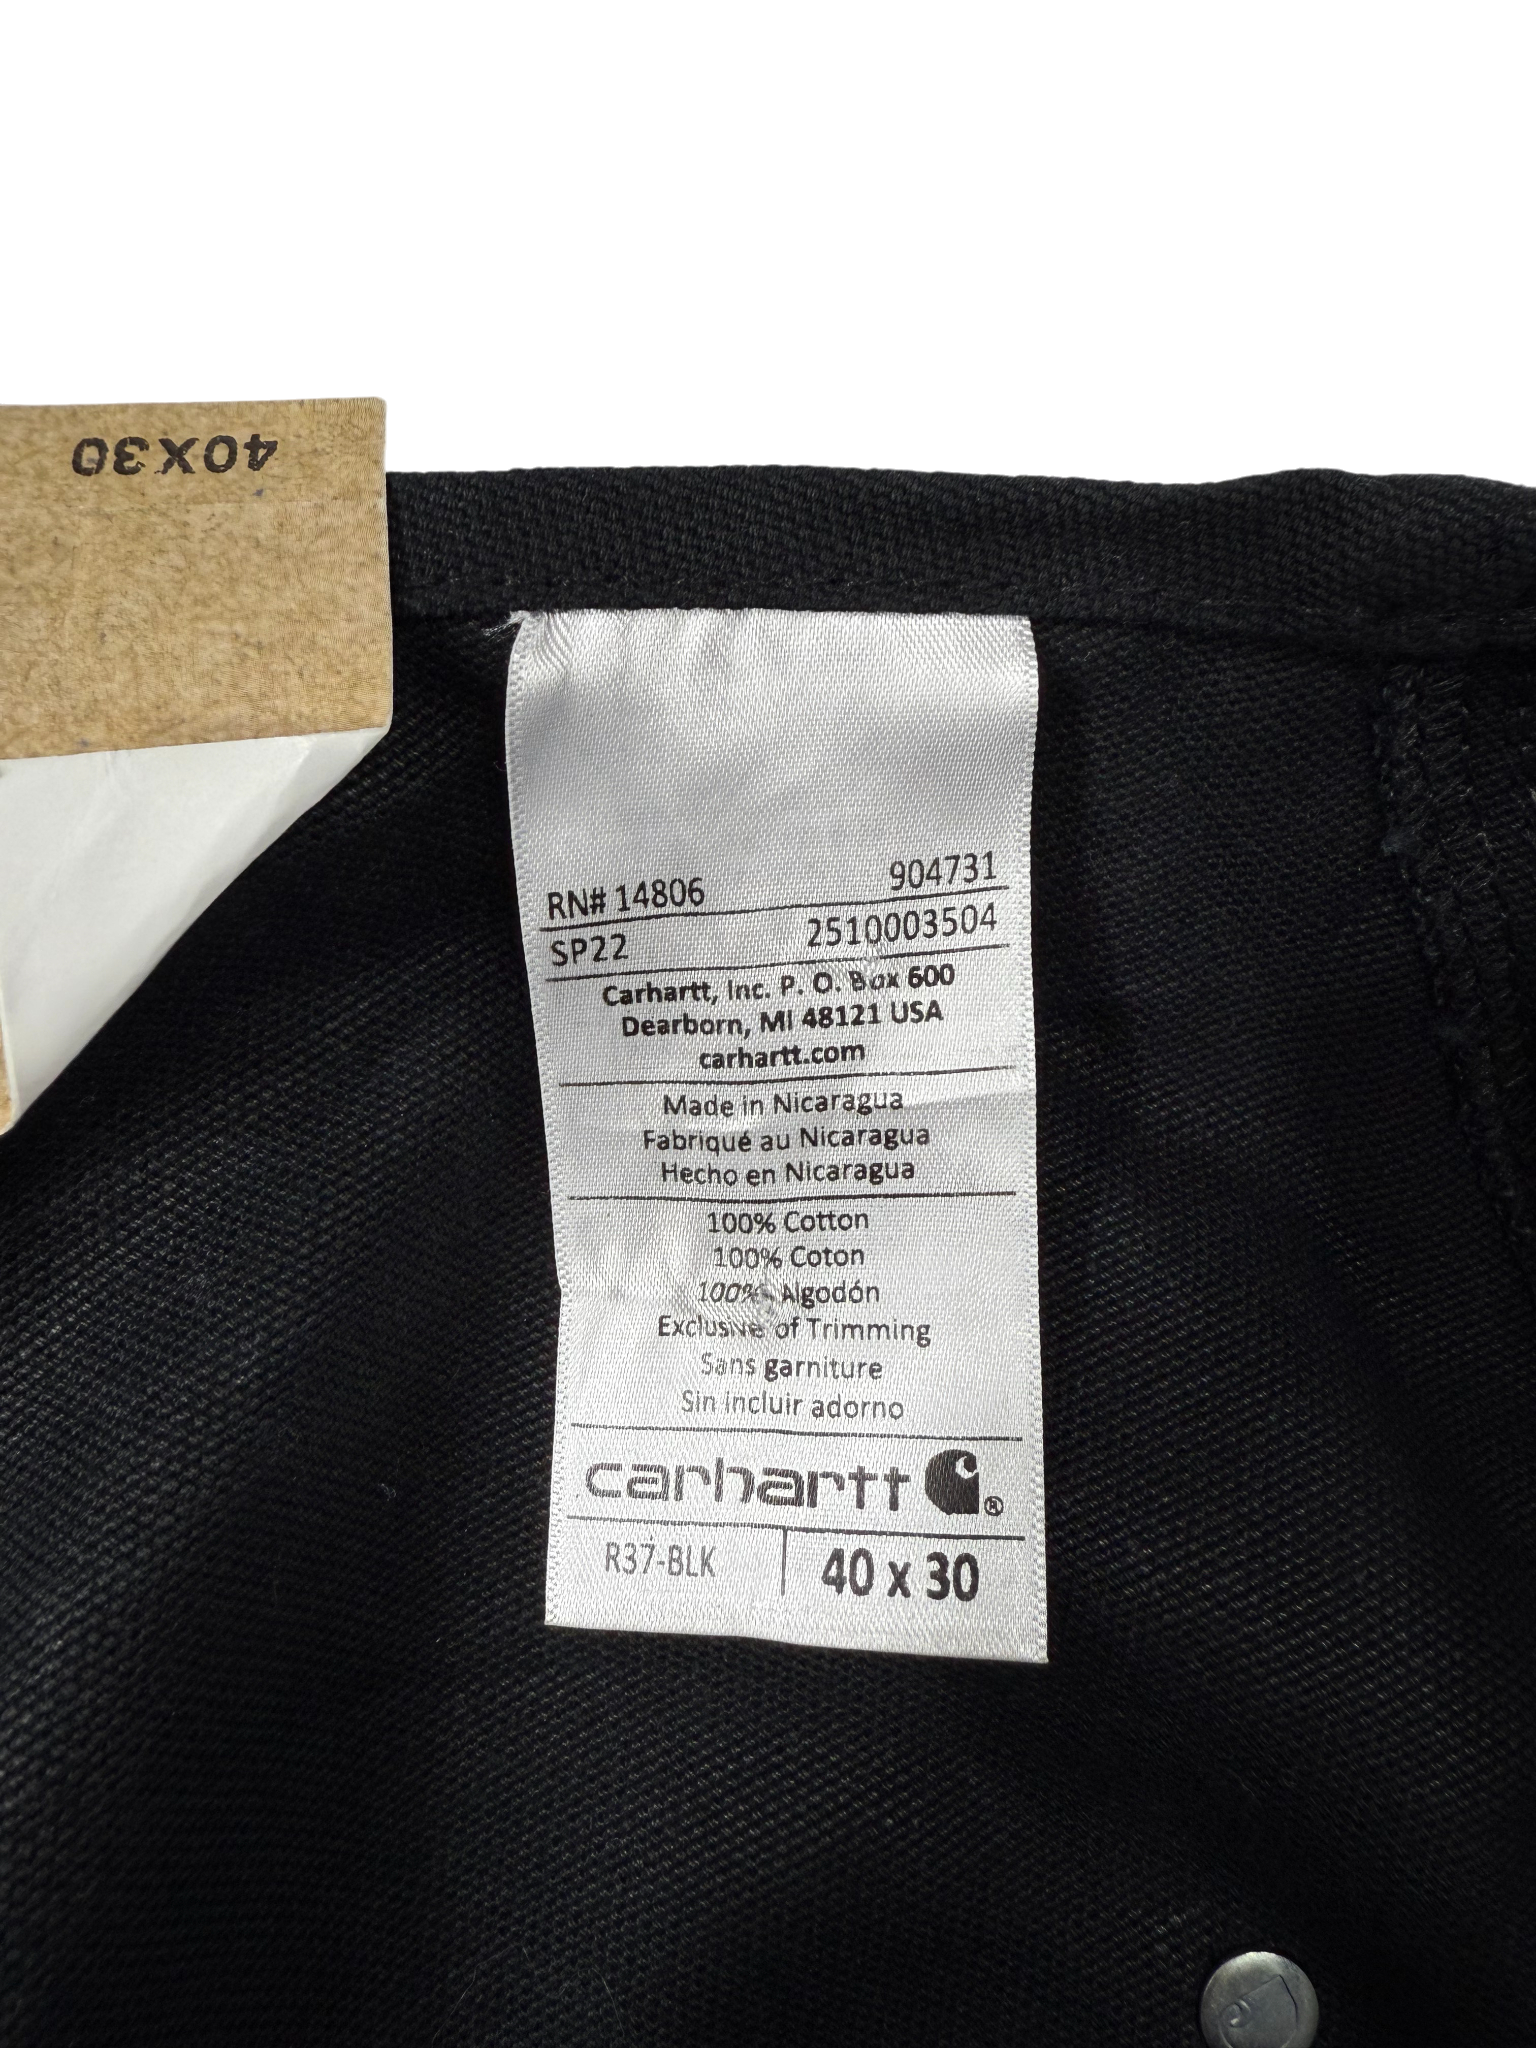 40X30
RN# 14806 904731
SP22 2510003504
Carhartt, Inc. P. O. Box 600
Dearborn, MI 48121 USA
carhartt.com
Made in Nicaragua
Fabriqué au Nicaragua
Hecho en Nicaragua
100% Cotton
100% Coton
100% Algodón
Exclusive of Trimming
Sans garniture
Sin incluir adorno
carhartt ®
R37-BLK 40 x 30